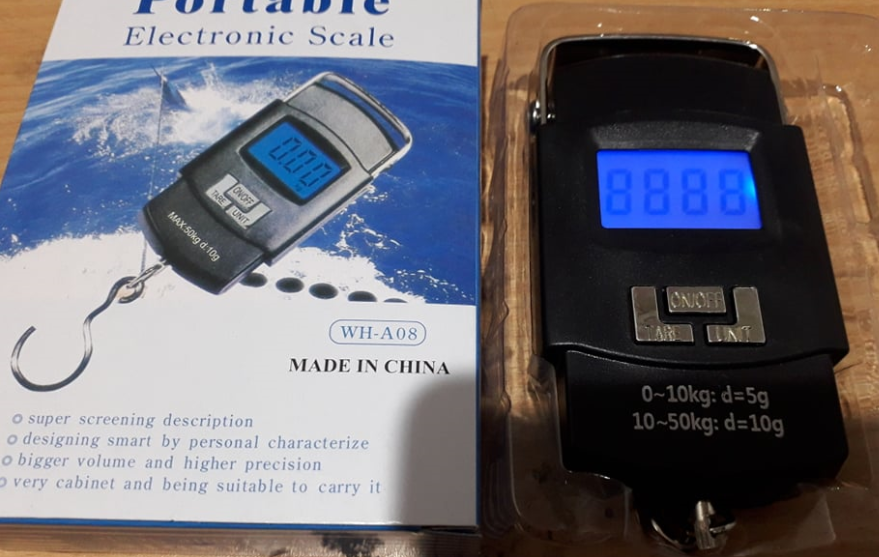 Portable
Electronic Scale
0.00
ON/OFF
TARE UNIT
MAX:50kg d:10g
WH-A08
MADE IN CHINA
super screening description
designing smart by personal characterize
bigger volume and higher precision
very cabinet and being suitable to carry it
8888
ON/OFF
TARE UNIT
0~10kg: d=5g
10~50kg: d=10g